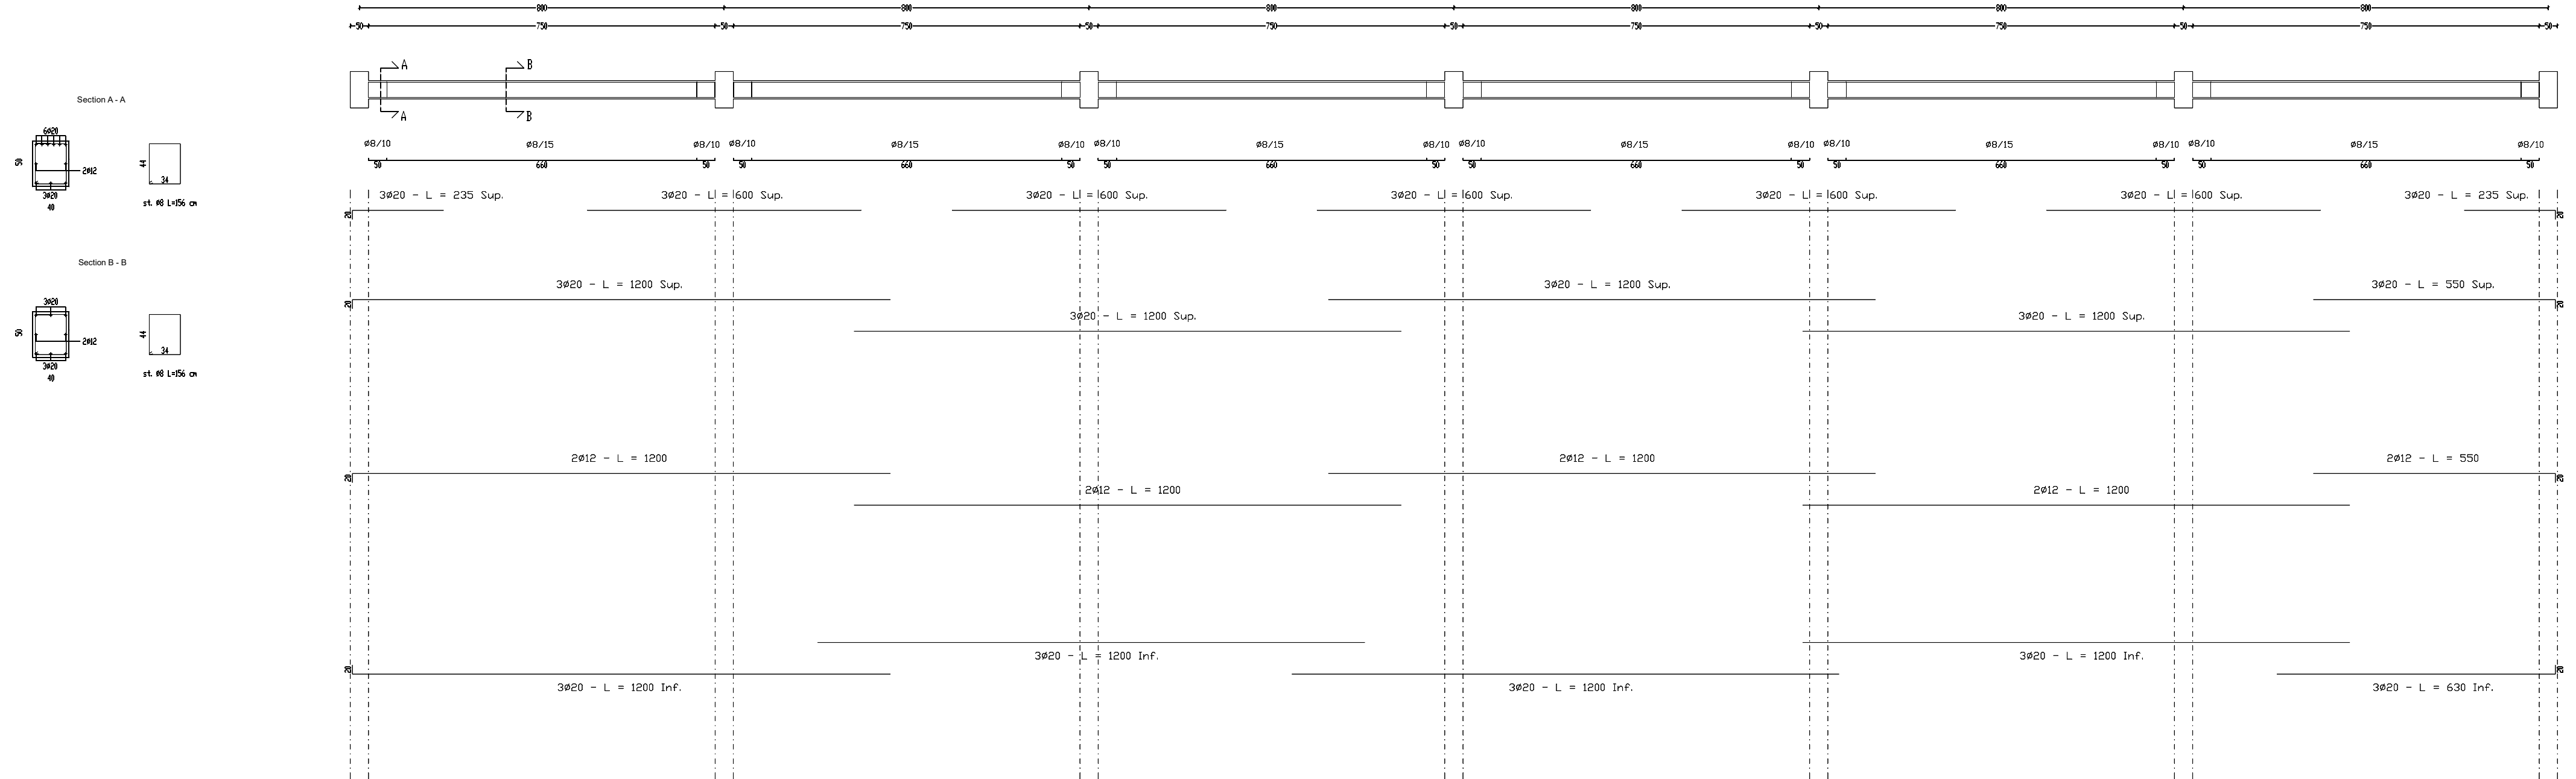 800 800 800 800 800 800
50 750 50 750 50 750 50 750 50 750 50 750 50
A B
A B
Section A - A
6ø20
50
2ø12
3ø20
40
44
34
st. ø8 L=156 cm
Section B - B
3ø20
50
2ø12
3ø20
40
44
34
st. ø8 L=156 cm
ø8/10 ø8/15 ø8/10 ø8/10 ø8/15 ø8/10 ø8/10 ø8/15 ø8/10 ø8/10 ø8/15 ø8/10 ø8/10 ø8/15 ø8/10 ø8/10 ø8/15 ø8/10
50 660 50 50 660 50 50 660 50 50 660 50 50 660 50 50 660 50
3ø20 - L = 235 Sup. 3ø20 - L = 600 Sup. 3ø20 - L = 600 Sup. 3ø20 - L = 600 Sup. 3ø20 - L = 600 Sup. 3ø20 - L = 600 Sup. 3ø20 - L = 235 Sup.
20 20
3ø20 - L = 1200 Sup. 3ø20 - L = 1200 Sup. 3ø20 - L = 550 Sup.
20 20
3ø20 - L = 1200 Sup. 3ø20 - L = 1200 Sup.
2ø12 - L = 1200 2ø12 - L = 1200 2ø12 - L = 550
20 20
2ø12 - L = 1200 2ø12 - L = 1200
3ø20 - L = 1200 Inf. 3ø20 - L = 1200 Inf.
20 20
3ø20 - L = 1200 Inf. 3ø20 - L = 1200 Inf. 3ø20 - L = 630 Inf.